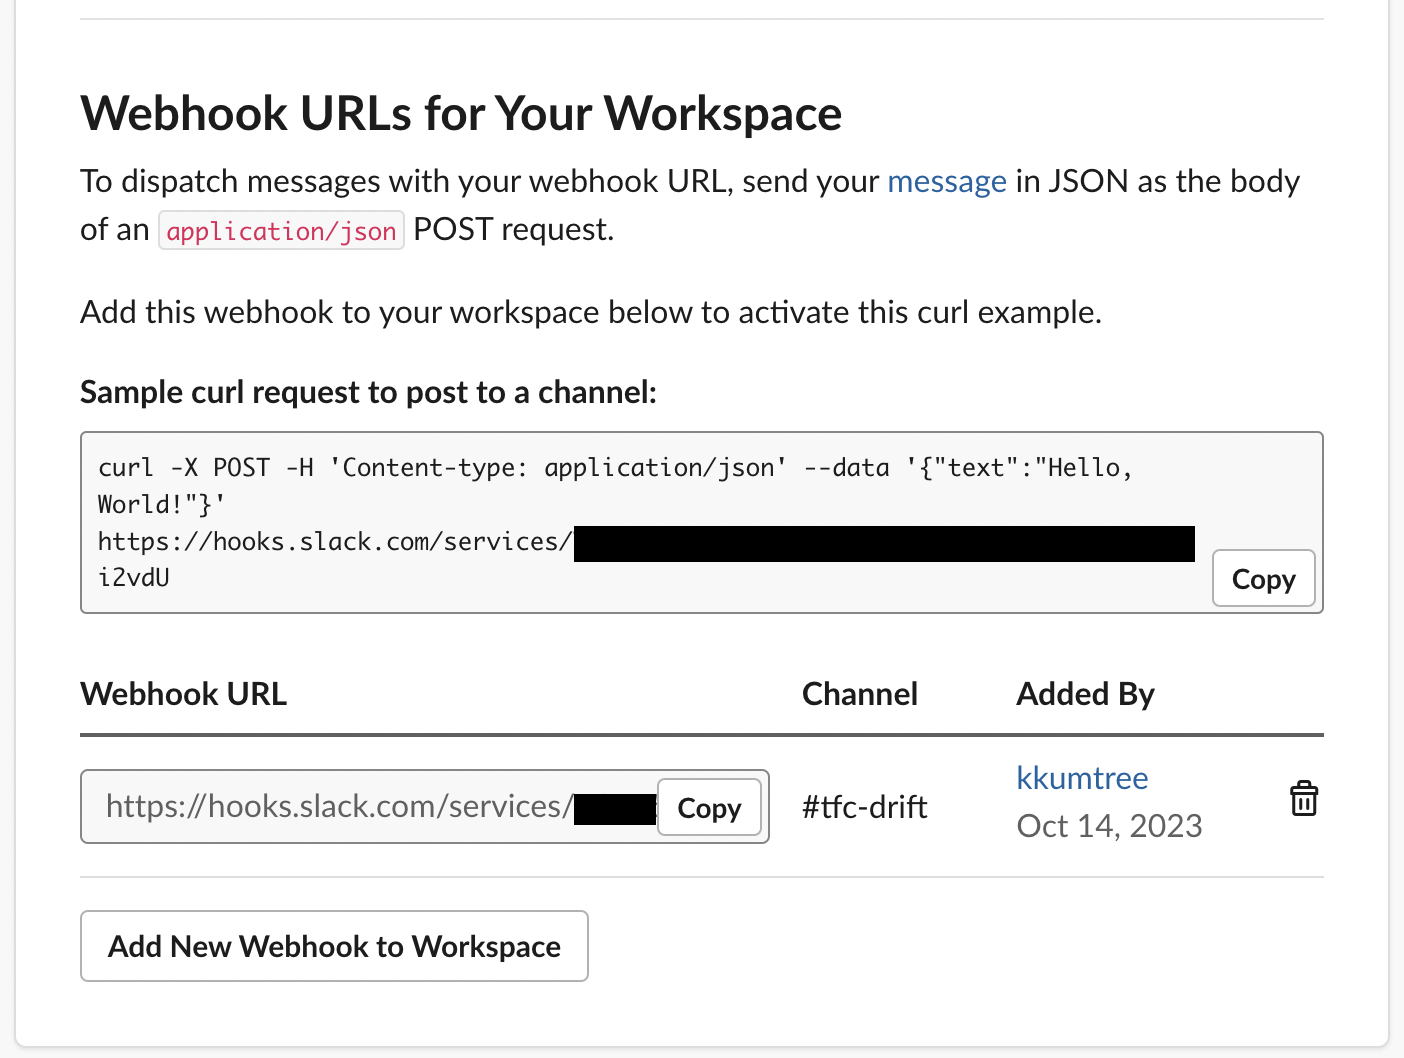 Webhook URLs for Your Workspace
To dispatch messages with your webhook URL, send your message in JSON as the body
of an application/json POST request.
Add this webhook to your workspace below to activate this curl example.
Sample curl request to post to a channel:
curl -X POST -H 'Content-type: application/json' --data '{"text":"Hello,
World!"}'
https://hooks.slack.com/services/
i2vdU
Copy
Webhook URL Channel Added By
https://hooks.slack.com/services/ Copy #tfc-drift kkumtree
Oct 14, 2023
Add New Webhook to Workspace